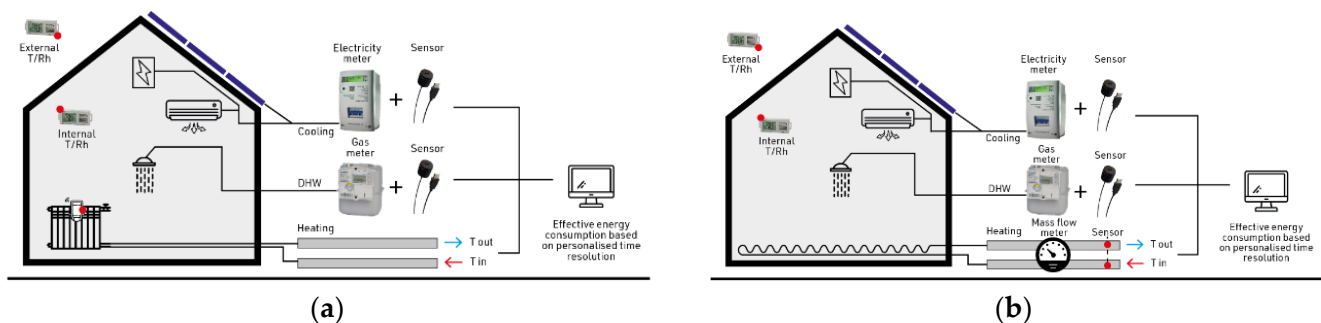 External
T/Rh
Internal
T/Rh
Electricity
meter
Sensor
+
Cooling
Gas
meter
Sensor
+
DHW
Heating
T out
T in
Effective energy
consumption based
on personalised time
resolution
(a)
External
T/Rh
Internal
T/Rh
Electricity
meter
Sensor
+
Cooling
Gas
meter
Sensor
+
DHW
Mass flow
meter
Heating
Sensor
T out
T in
Effective energy
consumption based
on personalised time
resolution
(b)